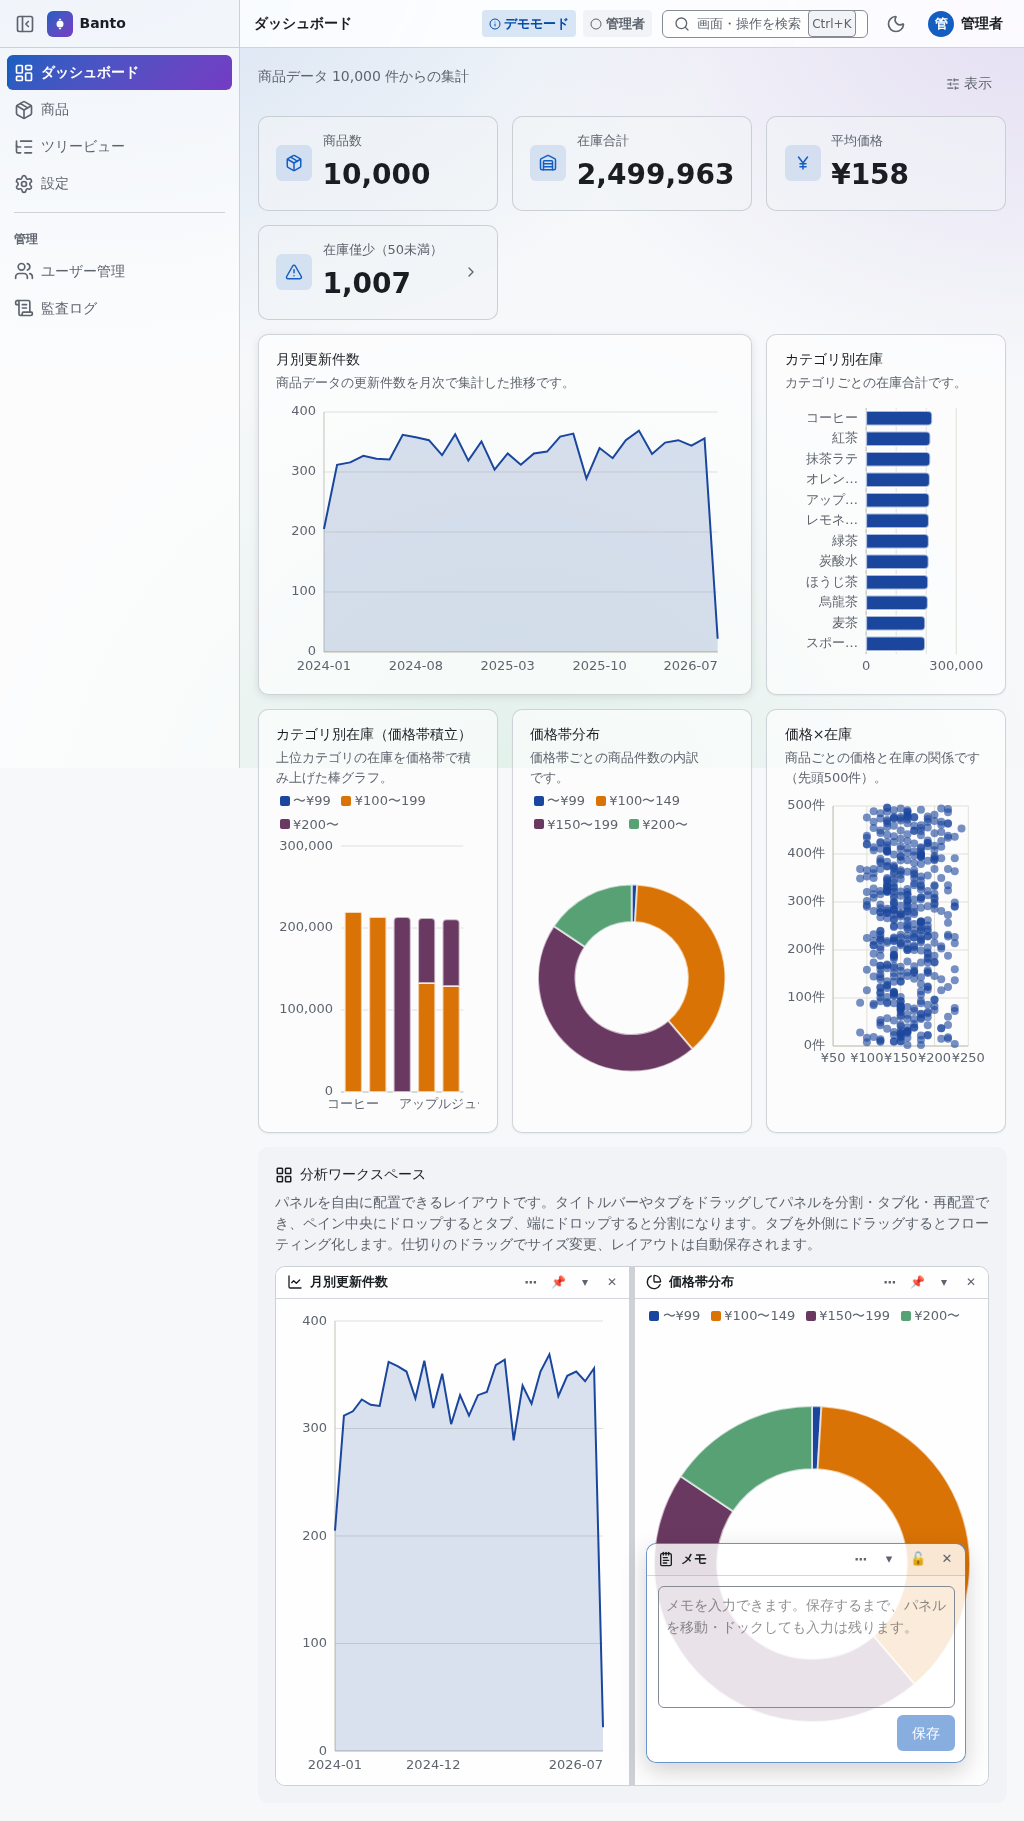 Banto
ダッシュボード
デモモード
管理者
画面・操作を検索
Ctrl+K
管
管理者
ダッシュボード
商品
ツリービュー
設定
管理
ユーザー管理
監査ログ
商品データ 10,000 件からの集計
表示
商品数
10,000
在庫合計
2,499,963
平均価格
¥158
在庫僅少（50未満）
1,007
月別更新件数
商品データの更新件数を月次で集計した推移です。
400
300
200
100
0
2024-01
2024-08
2025-03
2025-10
2026-07
カテゴリ別在庫
カテゴリごとの在庫合計です。
コーヒー
紅茶
抹茶ラテ
オレン…
アップ…
レモネ…
緑茶
炭酸水
ほうじ茶
烏龍茶
麦茶
スポー…
0
300,000
カテゴリ別在庫（価格帯積立）
上位カテゴリの在庫を価格帯で積
み上げた棒グラフ。
〜¥99
¥100〜199
¥200〜
300,000
200,000
100,000
0
コーヒー
アップルジュ
価格帯分布
価格帯ごとの商品件数の内訳
です。
〜¥99
¥100〜149
¥150〜199
¥200〜
価格×在庫
商品ごとの価格と在庫の関係です
（先頭500件）。
500件
400件
300件
200件
100件
0件
¥50
¥100
¥150
¥200
¥250
分析ワークスペース
パネルを自由に配置できるレイアウトです。タイトルバーやタブをドラッグしてパネルを分割・タブ化・再配置で
き、ペイン中央にドロップするとタブ、端にドロップすると分割になります。タブを外側にドラッグするとフロー
ティング化します。仕切りのドラッグでサイズ変更、レイアウトは自動保存されます。
月別更新件数
400
300
200
100
0
2024-01
2024-12
2026-07
価格帯分布
〜¥99
¥100〜149
¥150〜199
¥200〜
メモ
メモを入力できます。保存するまで、パネル
を移動・ドックしても入力は残ります。
保存